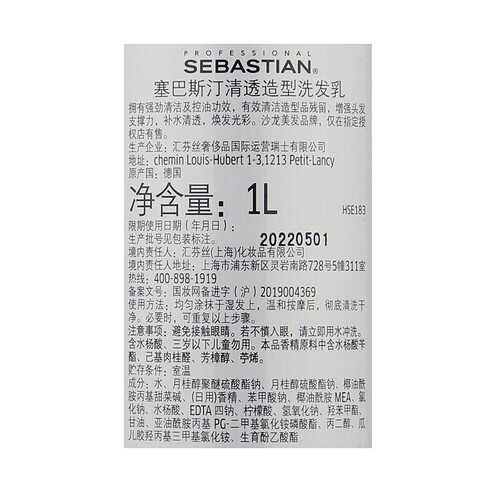 PROFESSIONAL
SEBASTIAN®
塞巴斯汀清透造型洗发乳
拥有强劲清洁及控油功效，有效清洁造型品残留，增强头发
支撑力，补水清透，焕发光彩。沙龙美发品牌，仅在指定授
权店有售。
生产企业：汇芬丝奢侈品国际运营瑞士有限公司
地址：chemin Louis-Hubert 1-3,1213 Petit-Lancy
原产国：德国
净含量：1L
HSE183
限期使用日期（年月日）：
生产批号见包装标注。 20220501
境内责任人：汇芬丝(上海)化妆品有限公司
境内责任人地址：上海市浦东新区灵岩南路728号5幢311室
热线：400-898-1919
备案文号：国妆网备进字（沪）2019004369
使用方法：均匀涂抹于湿发上，温和按摩后，彻底清洗干
净。必要时，可重复以上步骤。
注意事项：避免接触眼睛。若不慎入眼，请立即用水冲洗。
含水杨酸、三岁以下儿童勿用。本品香精原料中含水杨酸苄
酯、己基肉桂醛、芳樟醇、苧烯。
贮存条件：室温
成分：水、月桂醇聚醚硫酸酯钠、月桂醇硫酸酯钠、椰油酰
胺丙基甜菜碱、(日用)香精、苯甲酸钠、椰油酰胺 MEA、氯
化钠、水杨酸、EDTA 四钠、柠檬酸、氢氧化钠、羟苯甲酯、
甘油、亚油酰胺丙基 PG-二甲基氯化铵磷酸酯、丙二醇、瓜
儿胶羟丙基三甲基氯化铵、生育酚乙酸酯